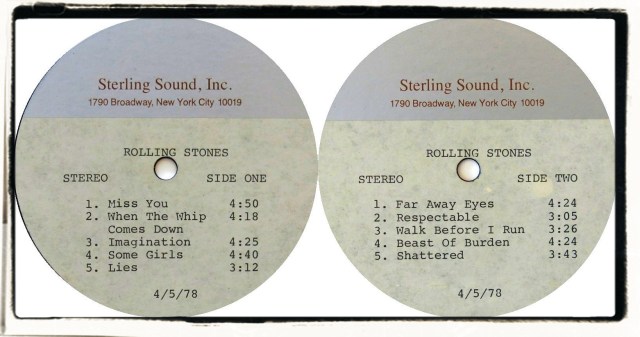 Sterling Sound, Inc.
1790 Broadway, New York City 10019
ROLLING STONES
STEREO SIDE ONE
1. Miss You 4:50
2. When The Whip 4:18
Comes Down
3. Imagination 4:25
4. Some Girls 4:40
5. Lies 3:12
4/5/78
Sterling Sound, Inc.
1790 Broadway, New York City 10019
ROLLING STONES
STEREO SIDE TWO
1. Far Away Eyes 4:24
2. Respectable 3:05
3. Walk Before I Run 3:26
4. Beast Of Burden 4:24
5. Shattered 3:43
4/5/78